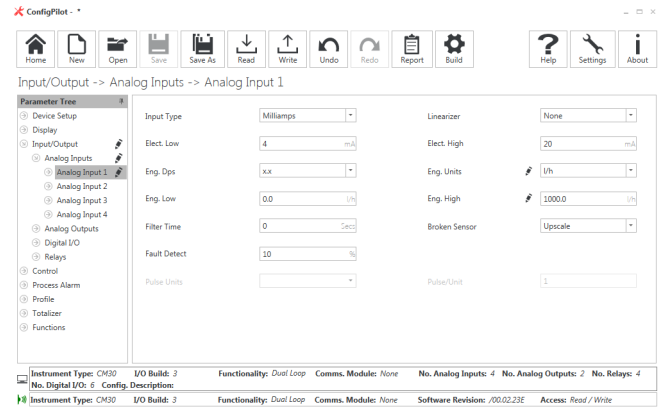 ConfigPilot - *
Home New Open Save Save As Read Write Undo Redo Report Build Help Settings About
Input/Output -> Analog Inputs -> Analog Input 1
Parameter Tree
Device Setup
Display
Input/Output
Analog Inputs
Analog Input 1
Analog Input 2
Analog Input 3
Analog Input 4
Analog Outputs
Digital I/O
Relays
Control
Process Alarm
Profile
Totalizer
Functions
Input Type Milliamps Linearizer None
Elect. Low 4 mA Elect. High 20 mA
Eng. Dps x.x Eng. Units l/h
Eng. Low 0.0 l/h Eng. High 1000.0 l/h
Filter Time 0 Secs Broken Sensor Upscale
Fault Detect 10 %
Pulse Units Pulse/Unit 1
Instrument Type: CM30 I/O Build: 3 Functionality: Dual Loop Comms. Module: None No. Analog Inputs: 4 No. Analog Outputs: 2 No. Relays: 4
No. Digital I/O: 6 Config. Description:
Instrument Type: CM30 I/O Build: 3 Functionality: Dual Loop Comms. Module: None Software Revision: /00.02.23E Access: Read / Write